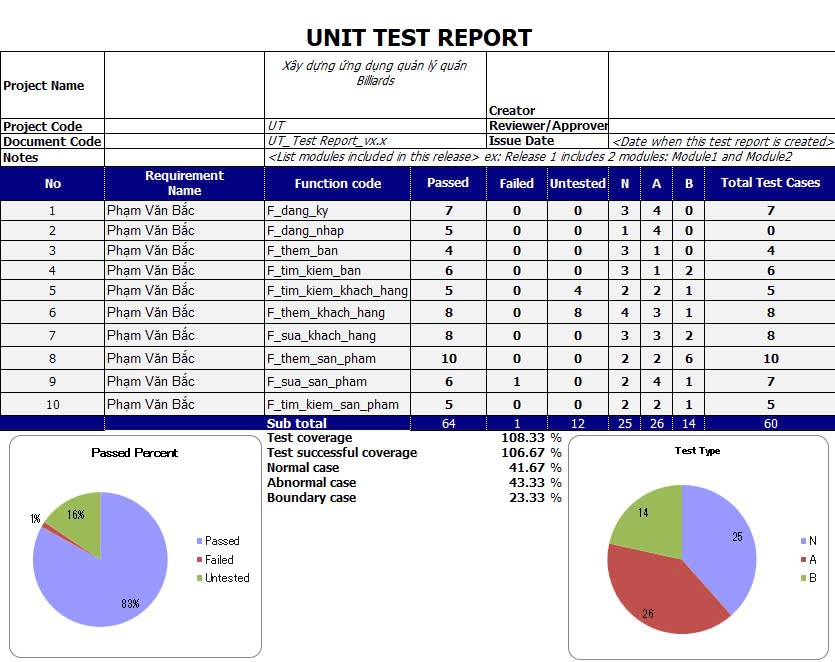 UNIT TEST REPORT
Project Name Xây dựng ứng dụng quản lý quán
Billiards
Creator
Project Code UT Reviewer/Approver
Document Code UT_Test Report_vx.x Issue Date <Date when this test report is created>
Notes <List modules included in this release> ex: Release 1 includes 2 modules: Module1 and Module2
No Requirement Name Function code Passed Failed Untested N A B Total Test Cases
1 Phạm Văn Bắc F_dang_ky 7 0 0 3 4 0 7
2 Phạm Văn Bắc F_dang_nhap 5 0 0 1 4 0 0
3 Phạm Văn Bắc F_them_ban 4 0 0 3 1 0 4
4 Phạm Văn Bắc F_tim_kiem_ban 6 0 0 3 1 2 6
5 Phạm Văn Bắc F_tim_kiem_khach_hang 5 0 4 2 2 1 5
6 Phạm Văn Bắc F_them_khach_hang 8 0 8 4 3 1 8
7 Phạm Văn Bắc F_sua_khach_hang 8 0 0 3 3 2 8
8 Phạm Văn Bắc F_them_san_pham 10 0 0 2 2 6 10
9 Phạm Văn Bắc F_sua_san_pham 6 1 0 2 4 1 7
10 Phạm Văn Bắc F_tim_kiem_san_pham 5 0 0 2 2 1 5
Sub total 64 1 12 25 26 14 60
Test coverage 108.33 %
Test successful coverage 106.67 %
Normal case 41.67 %
Abnormal case 43.33 %
Boundary case 23.33 %
Passed Percent
1%
16%
83%
Passed
Failed
Untested
Test Type
14
25
26
N
A
B